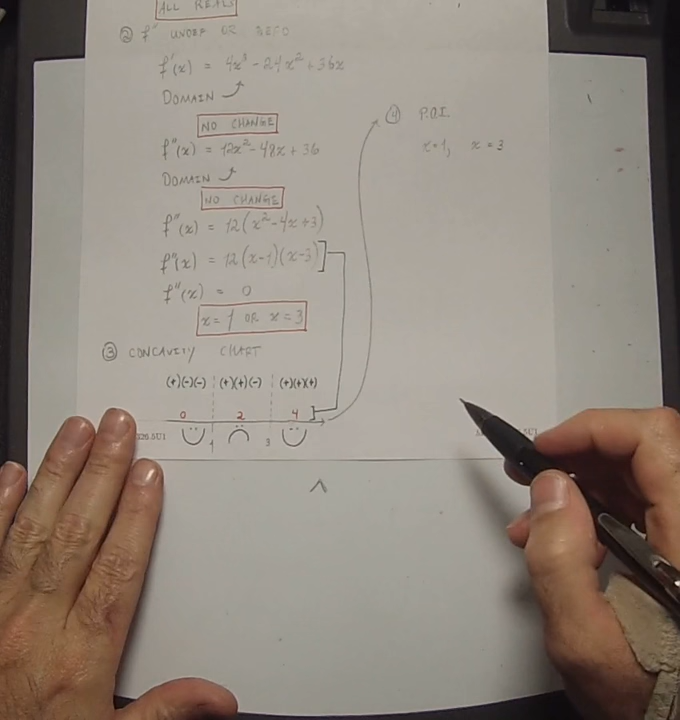 ALL REALS
② f" UNDEF OR ZERO
f'(x) = 4x³ - 24x² + 36x
DOMAIN
NO CHANGE
f"(x) = 12x² - 48x + 36
DOMAIN
NO CHANGE
f"(x) = 12(x² - 4x + 3)
f"(x) = 12(x-1)(x-3)
f"(x) = 0
x = 1 OR x = 3
③ CONCAVITY CHART
(+)(-)(-) (+)(+)(-) (+)(+)(+)
0 2 4
1 3
④ P.O.I.
x=1, x = 3